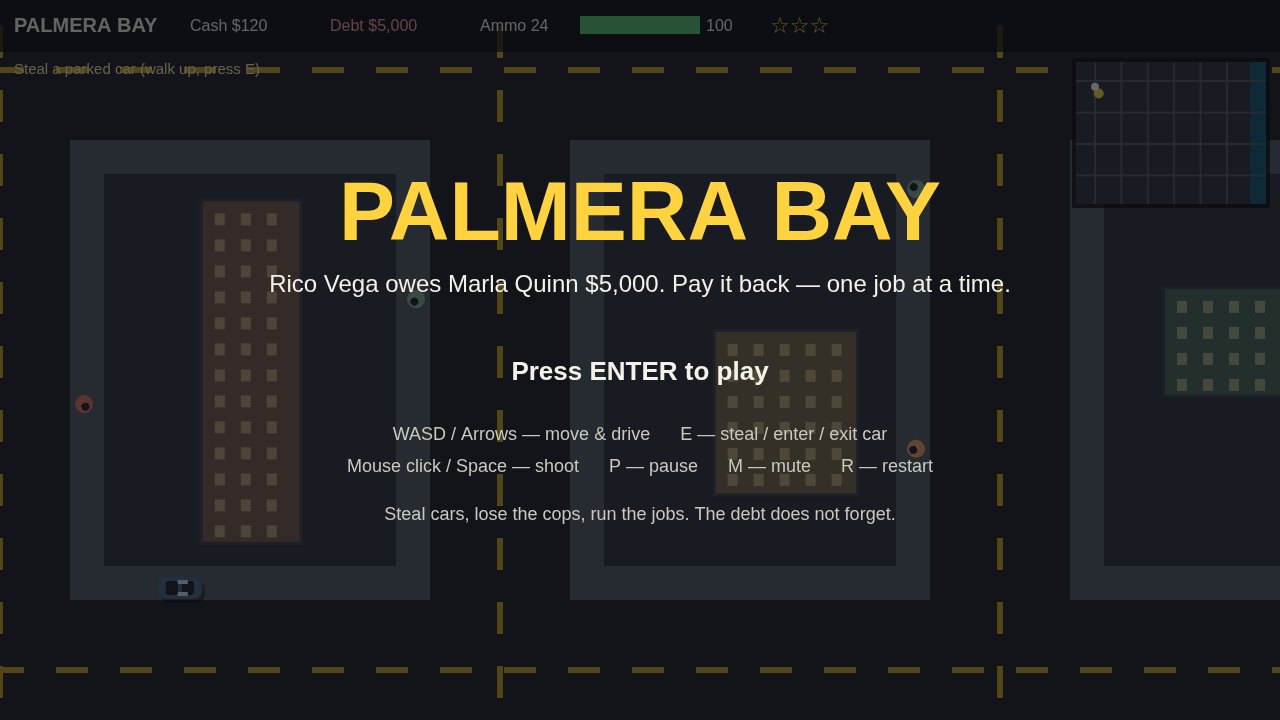 PALMERA BAY Cash $120 Debt $5,000 Ammo 24 100 ☆☆☆
Steal a parked car (walk up, press E)
PALMERA BAY
Rico Vega owes Marla Quinn $5,000. Pay it back — one job at a time.
Press ENTER to play
WASD / Arrows — move & drive E — steal / enter / exit car
Mouse click / Space — shoot P — pause M — mute R — restart
Steal cars, lose the cops, run the jobs. The debt does not forget.